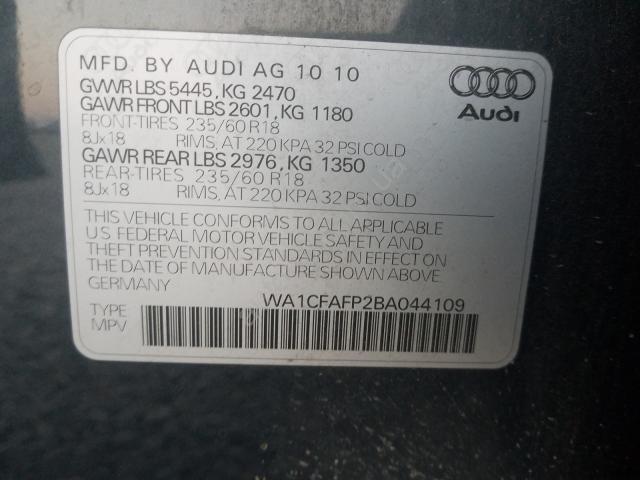 MFD. BY AUDI AG 10 10
GVWR LBS 5445, KG 2470
GAWR FRONT LBS 2601, KG 1180
FRONT-TIRES 235/60 R18
8Jx18 RIMS, AT 220 KPA 32 PSI COLD
GAWR REAR LBS 2976, KG 1350
REAR-TIRES 235/60 R18
8Jx18 RIMS, AT 220 KPA 32 PSI COLD
Audi
THIS VEHICLE CONFORMS TO ALL APPLICABLE
U.S. FEDERAL MOTOR VEHICLE SAFETY AND
THEFT PREVENTION STANDARDS IN EFFECT ON
THE DATE OF MANUFACTURE SHOWN ABOVE
GERMANY
WA1CFAFP2BA044109
TYPE
MPV